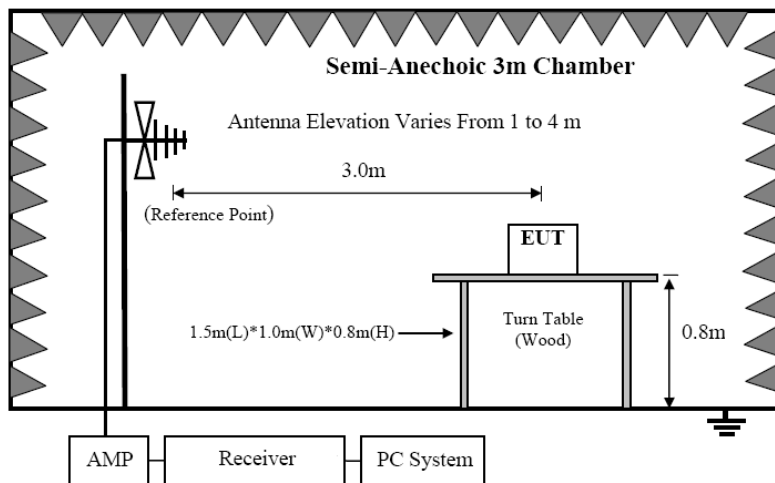 Semi-Anechoic 3m Chamber
Antenna Elevation Varies From 1 to 4 m
3.0m
(Reference Point)
EUT
1.5m(L)*1.0m(W)*0.8m(H)
Turn Table
(Wood)
0.8m
AMP
Receiver
PC System